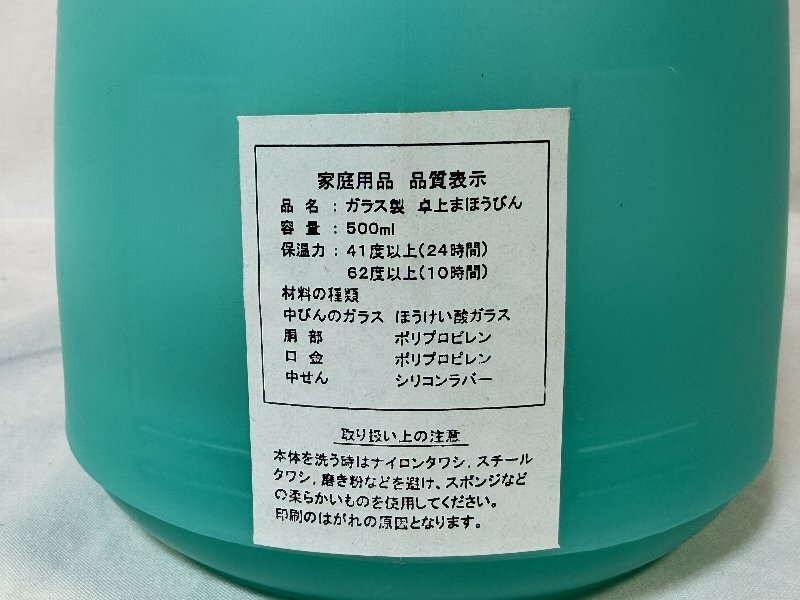 家庭用品 品質表示
品名：ガラス製 卓上まほうびん
容量：500ml
保温力：41度以上(24時間)
62度以上(10時間)
材料の種類
中びんのガラス ほうけい酸ガラス
胴部 ポリプロピレン
口金 ポリプロピレン
中せん シリコンラバー
取り扱い上の注意
本体を洗う時はナイロンタワシ、スチール
タワシ、磨き粉などを避け、スポンジなど
の柔らかいものを使用してください。
印刷のはがれの原因となります。